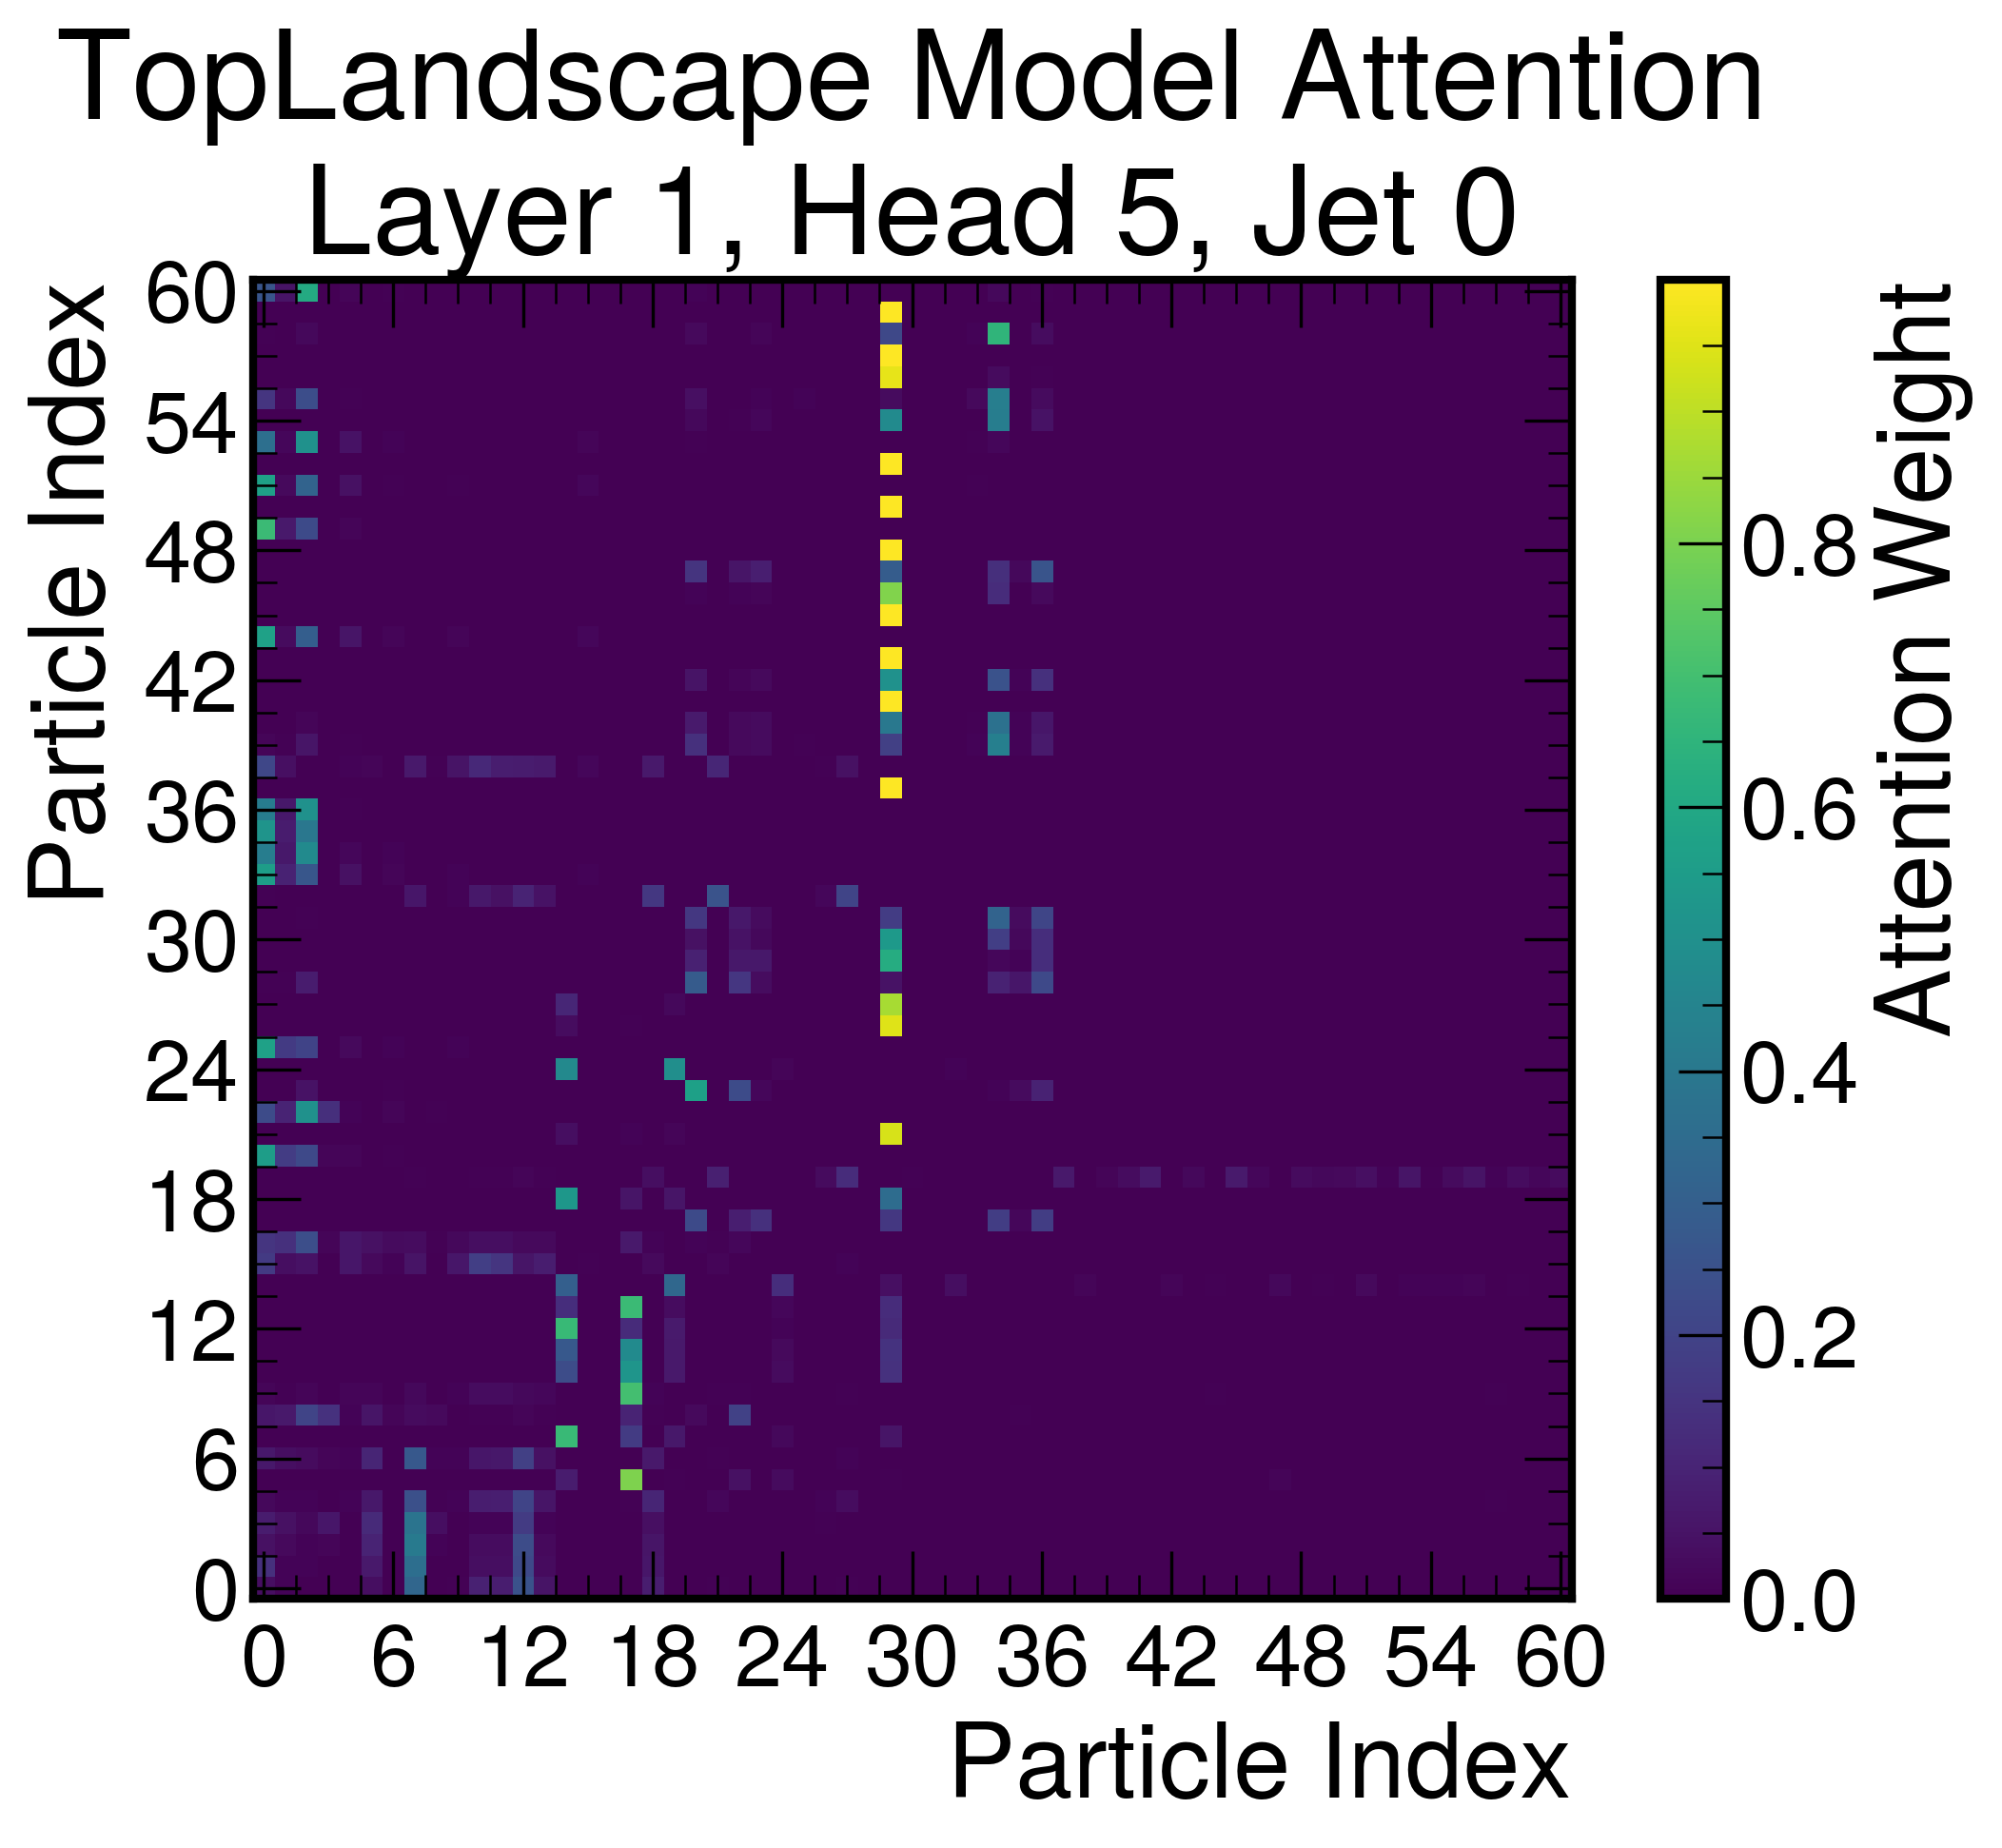 TopLandscape Model Attention
Layer 1, Head 5, Jet 0
Particle Index
60
54
48
42
36
30
24
18
12
6
0
0 6 12 18 24 30 36 42 48 54 60
Particle Index
0.8
0.6
0.4
0.2
0.0
Attention Weight